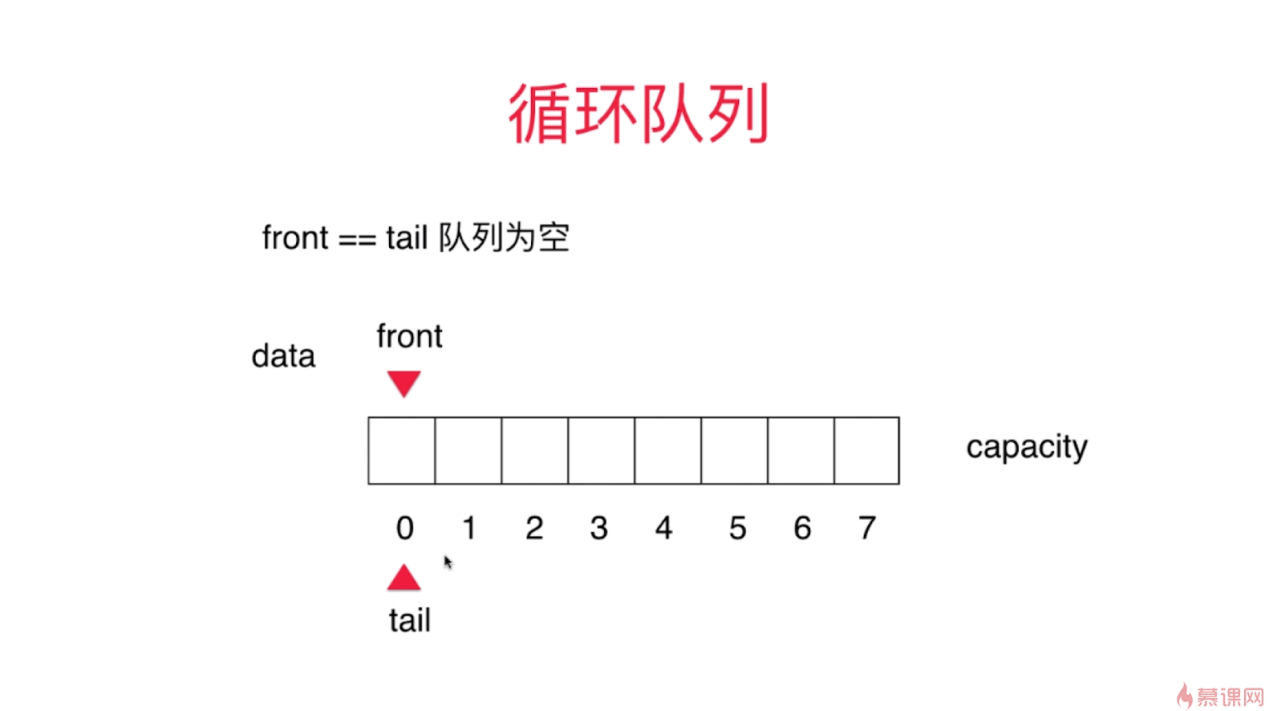 循环队列
front == tail 队列为空
front
data
capacity
0 1 2 3 4 5 6 7
tail
慕课网